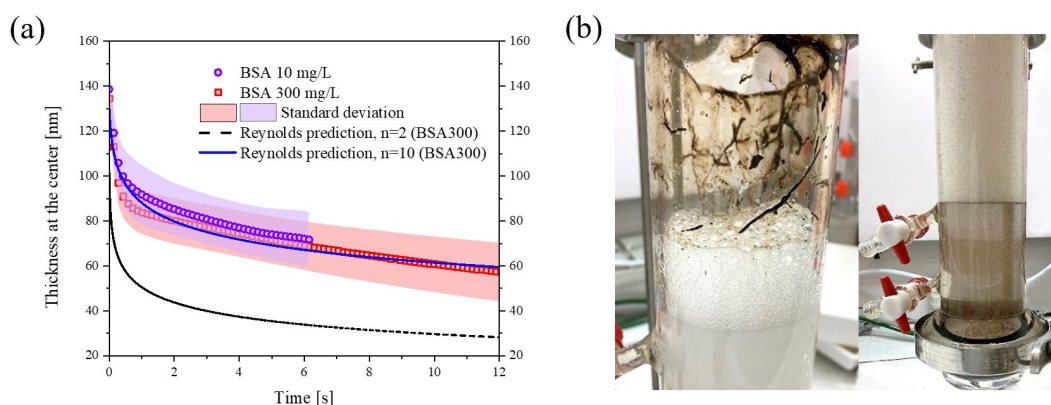 (a)
(b)
160
140
120
100
80
60
40
20
160
140
120
100
80
60
40
20
BSA 10 mg/L
BSA 300 mg/L
Standard deviation
Reynolds prediction, n=2 (BSA300)
Reynolds prediction, n=10 (BSA300)
Thickness at the center [nm]
0
2
4
6
8
10
12
Time [s]